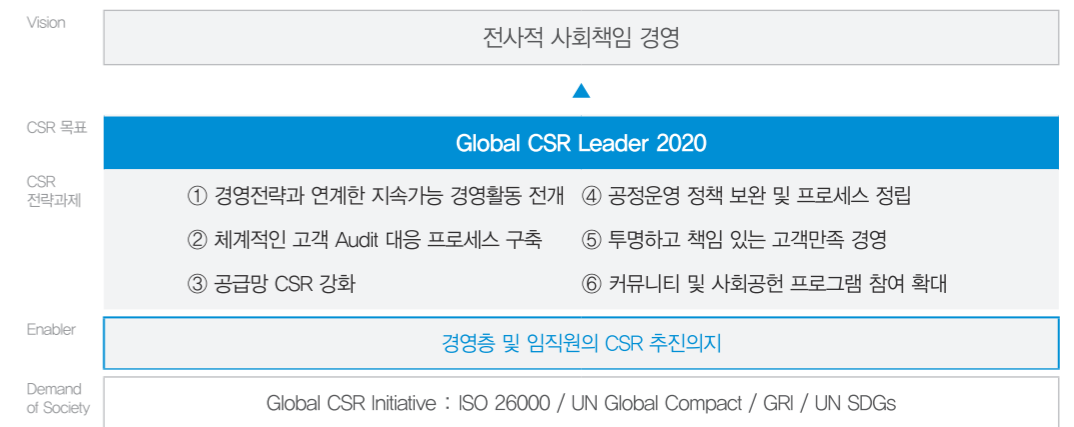 Vision
전사적 사회책임 경영
▲
CSR 목표
Global CSR Leader 2020
CSR
전략과제
① 경영전략과 연계한 지속가능 경영활동 전개
② 체계적인 고객 Audit 대응 프로세스 구축
③ 공급망 CSR 강화
④ 공정운영 정책 보완 및 프로세스 정립
⑤ 투명하고 책임 있는 고객만족 경영
⑥ 커뮤니티 및 사회공헌 프로그램 참여 확대
Enabler
경영층 및 임직원의 CSR 추진의지
Demand
of Society
Global CSR Initiative : ISO 26000 / UN Global Compact / GRI / UN SDGs